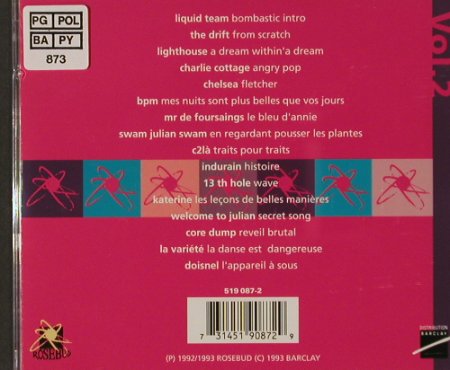 PG POL
BA PY
873
Vol.2
liquid team bombastic intro
the drift from scratch
lighthouse a dream within'a dream
charlie cottage angry pop
chelsea fletcher
bpm mes nuits sont plus belles que vos jours
mr de foursaings le bleu d'annie
swam julian swam en regardant pousser les plantes
c2là traits pour traits
indurain histoire
13 th hole wave
katerine les leçons de belles manières
welcome to julian secret song
core dump reveil brutal
la variété la danse est dangereuse
doisnel l'appareil à sous
519 087-2
7 31451 90872 9
ROSEBUD
(P) 1992/1993 ROSEBUD (C) 1993 BARCLAY
DISTRIBUTION
BARCLAY